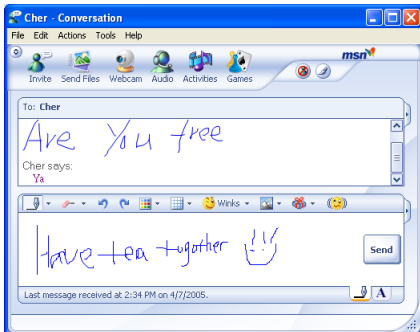 Cher - Conversation
File Edit Actions Tools Help
msn
Invite Send Files Webcam Audio Activities Games
To: Cher
Are You free
Cher says:
Ya
Winks
Have tea togother
Send
Last message received at 2:34 PM on 4/7/2005.
A